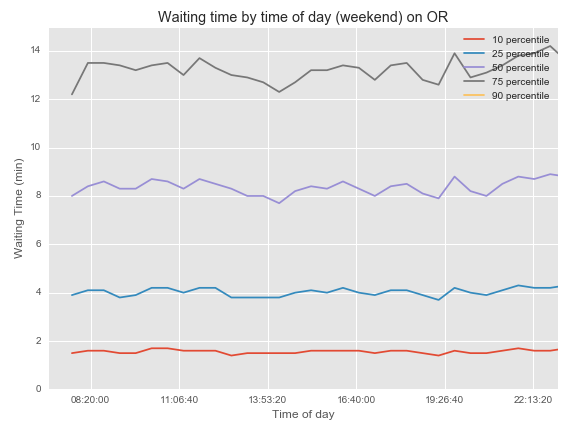 Waiting time by time of day (weekend) on OR
10 percentile
25 percentile
50 percentile
75 percentile
90 percentile
Waiting Time (min)
14
12
10
8
6
4
2
0
08:20:00 11:06:40 13:53:20 16:40:00 19:26:40 22:13:20
Time of day